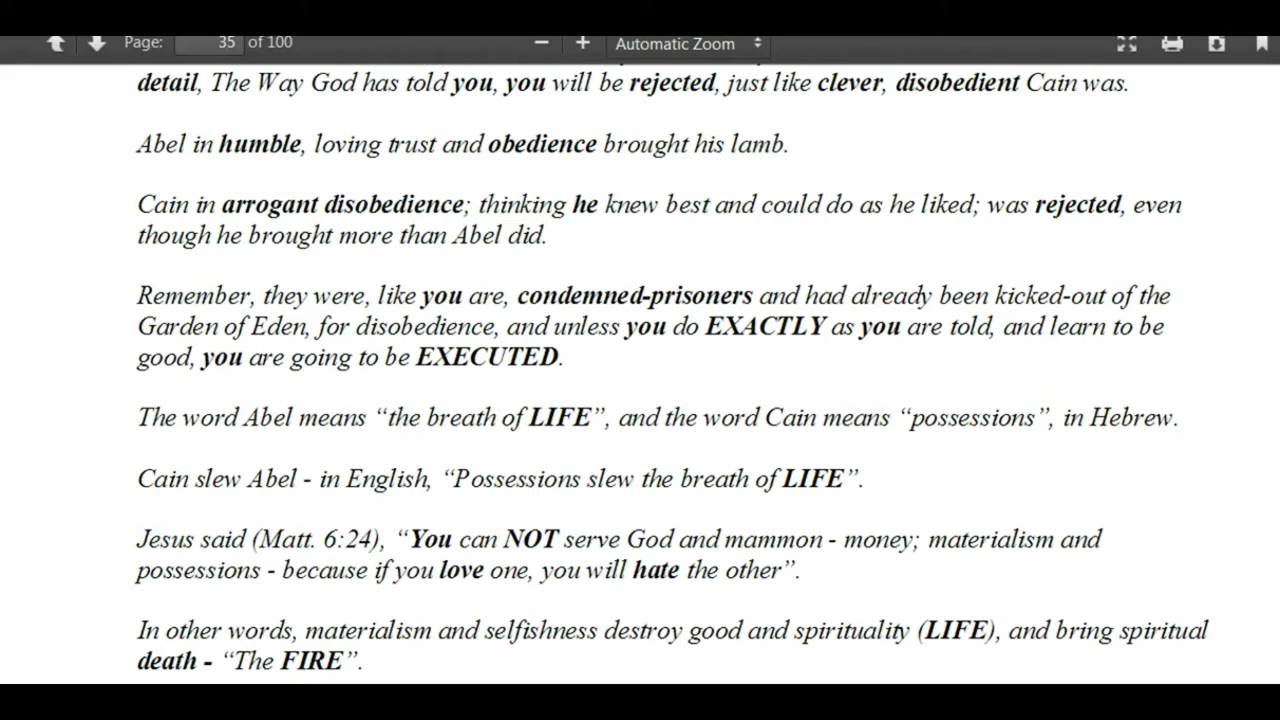 Page: 35 of 100 Automatic Zoom
detail, The Way God has told you, you will be rejected, just like clever, disobedient Cain was.
Abel in humble, loving trust and obedience brought his lamb.
Cain in arrogant disobedience; thinking he knew best and could do as he liked; was rejected, even
though he brought more than Abel did.
Remember, they were, like you are, condemned-prisoners and had already been kicked-out of the
Garden of Eden, for disobedience, and unless you do EXACTLY as you are told, and learn to be
good, you are going to be EXECUTED.
The word Abel means “the breath of LIFE”, and the word Cain means “possessions”, in Hebrew.
Cain slew Abel - in English, “Possessions slew the breath of LIFE”.
Jesus said (Matt. 6:24), “You can NOT serve God and mammon - money; materialism and
possessions - because if you love one, you will hate the other”.
In other words, materialism and selfishness destroy good and spirituality (LIFE), and bring spiritual
death - “The FIRE”.